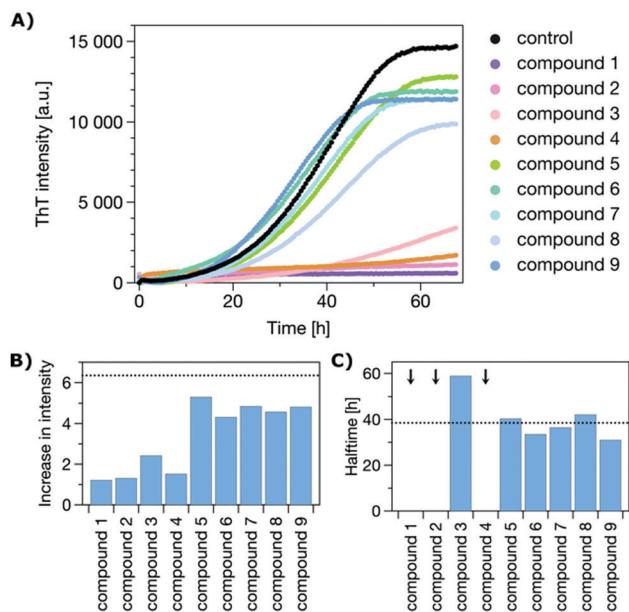 A)
ThT intensity [a.u.]
15 000
10 000
5 000
0
0
20
40
60
Time [h]
control
compound 1
compound 2
compound 3
compound 4
compound 5
compound 6
compound 7
compound 8
compound 9
B)
Increase in intensity
6
4
2
0
compound 1
compound 2
compound 3
compound 4
compound 5
compound 6
compound 7
compound 8
compound 9
C)
Halftime [h]
60
40
20
0
compound 1
compound 2
compound 3
compound 4
compound 5
compound 6
compound 7
compound 8
compound 9